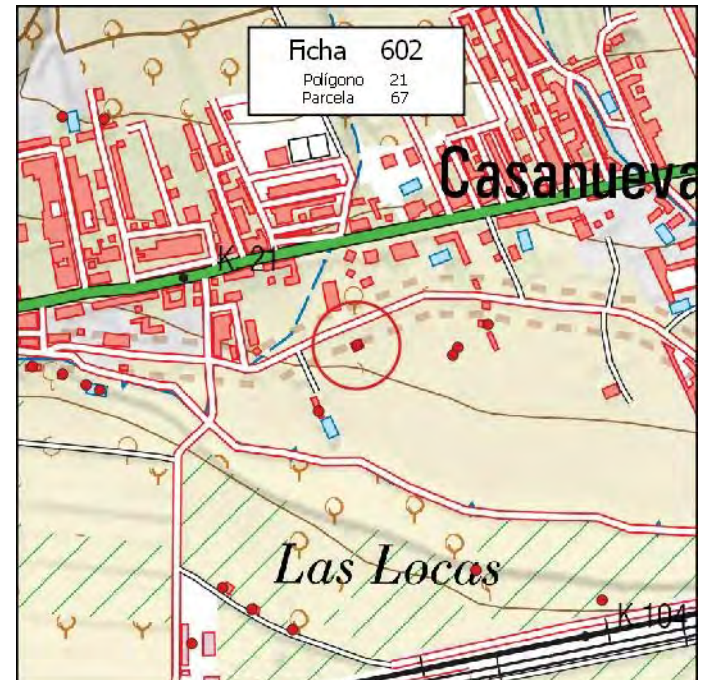 Ficha 602
Polígono 21
Parcela 67
Casanueva
K. 21
Las Locas
K 104